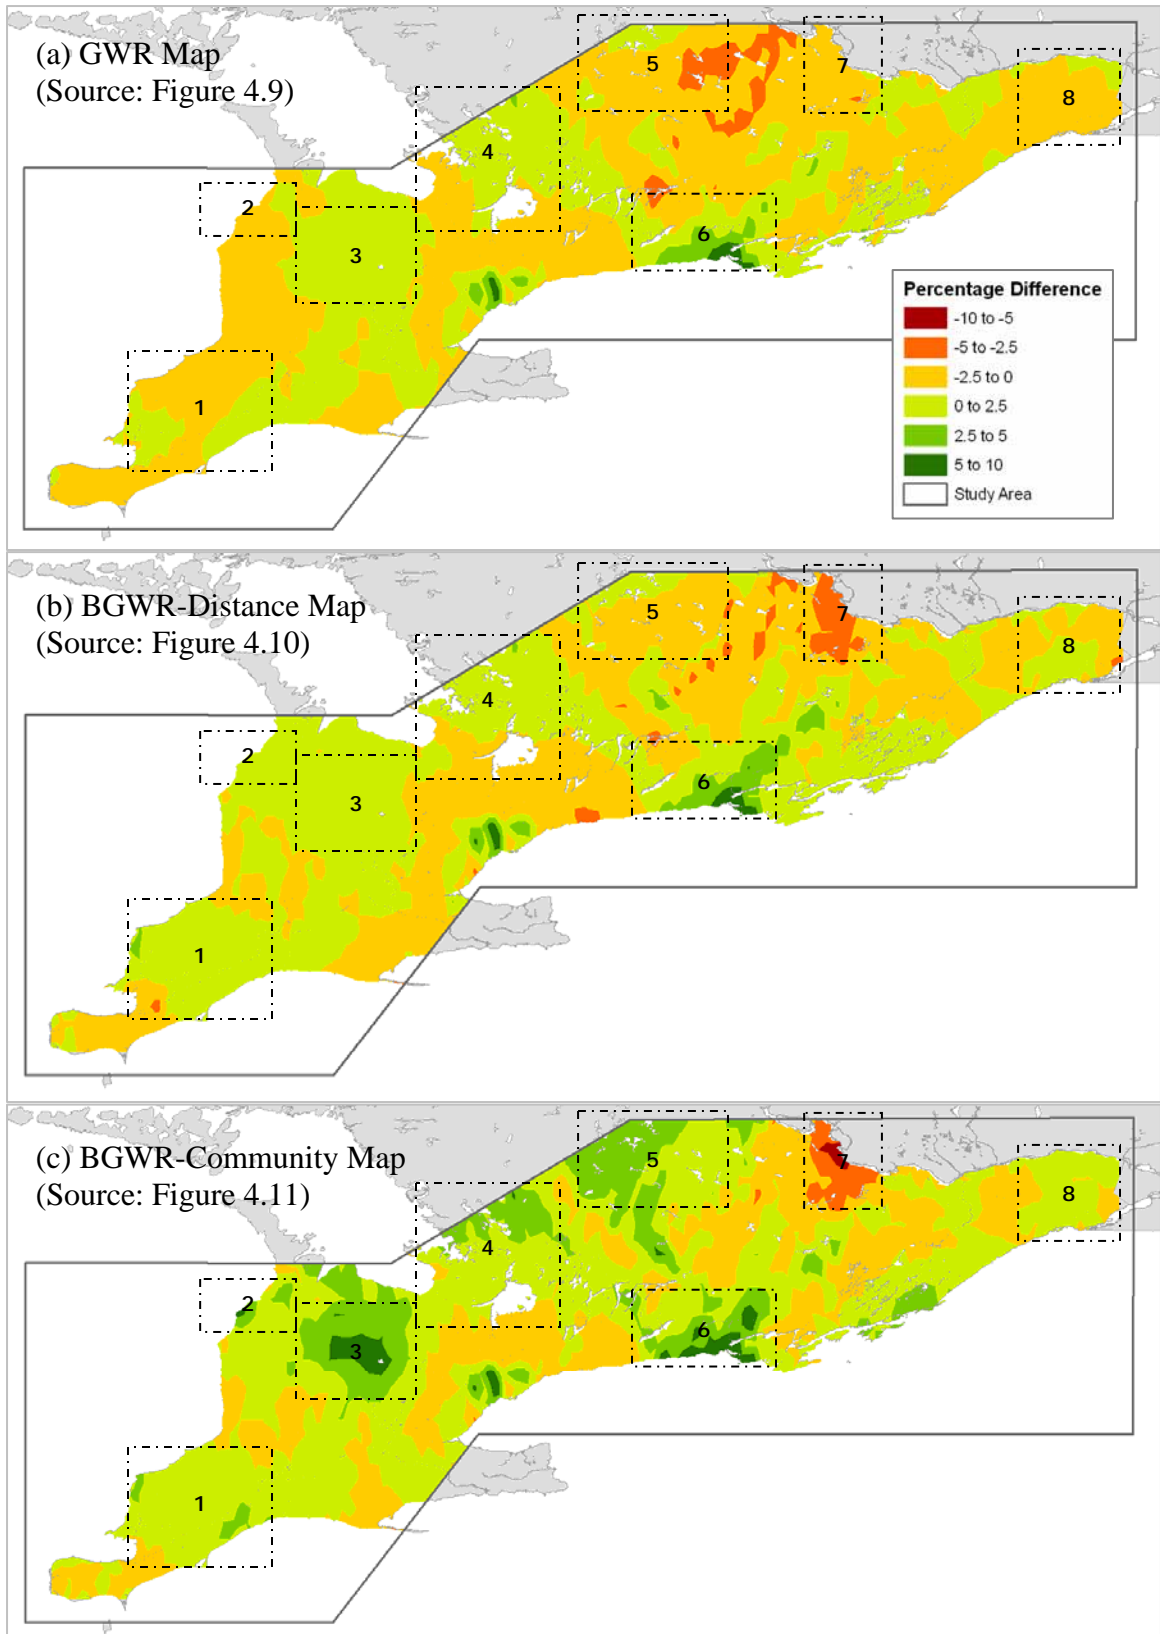 (a) GWR Map
(Source: Figure 4.9)
5
7
8
4
2
3
6
1
Percentage Difference
-10 to -5
-5 to -2.5
-2.5 to 0
0 to 2.5
2.5 to 5
5 to 10
Study Area
(b) BGWR-Distance Map
(Source: Figure 4.10)
5
7
8
4
2
3
6
1
(c) BGWR-Community Map
(Source: Figure 4.11)
5
7
8
4
2
3
6
1